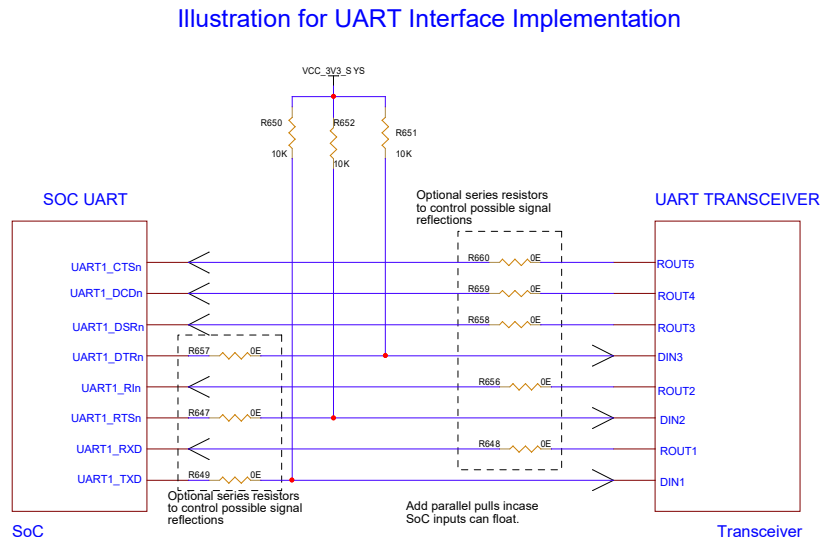 Illustration for UART Interface Implementation
VCC_3V3_SYS
R650
R652
R651
10K
10K
10K
SOC UART
Optional series resistors
to control possible signal
reflections
UART TRANSCEIVER
UART1_CTSn
R660
0E
ROUT5
UART1_DCDn
R659
0E
ROUT4
UART1_DSRn
R658
0E
ROUT3
UART1_DTRn
R657
0E
DIN3
UART1_RIn
R656
0E
ROUT2
UART1_RTSn
R647
0E
DIN2
UART1_RXD
R648
0E
ROUT1
UART1_TXD
R649
0E
DIN1
Optional series resistors
to control possible signal
reflections
Add parallel pulls incase
SoC inputs can float.
SoC
Transceiver